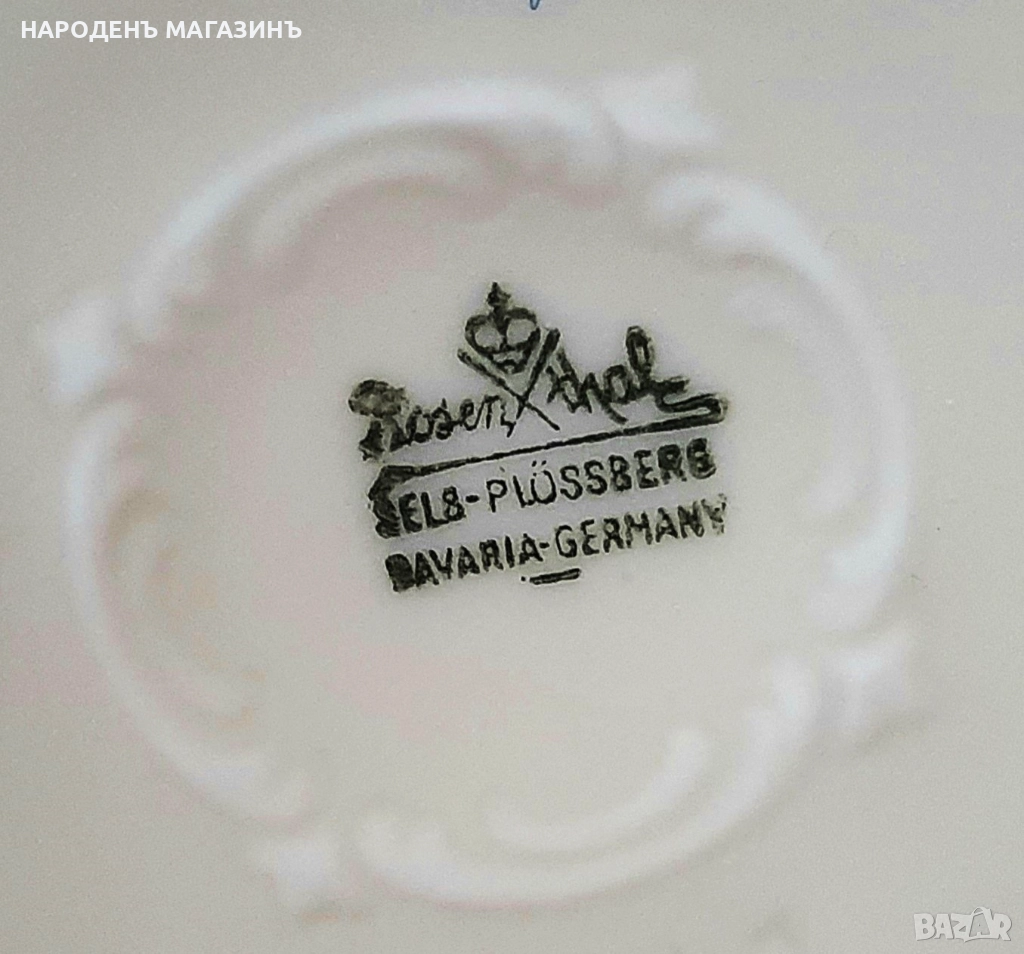 НАРОДЕНЪ МАГАЗИНЪ
Rosenthal
SELB-PLÖSSBERG
BAVARIA-GERMANY
BAZAR